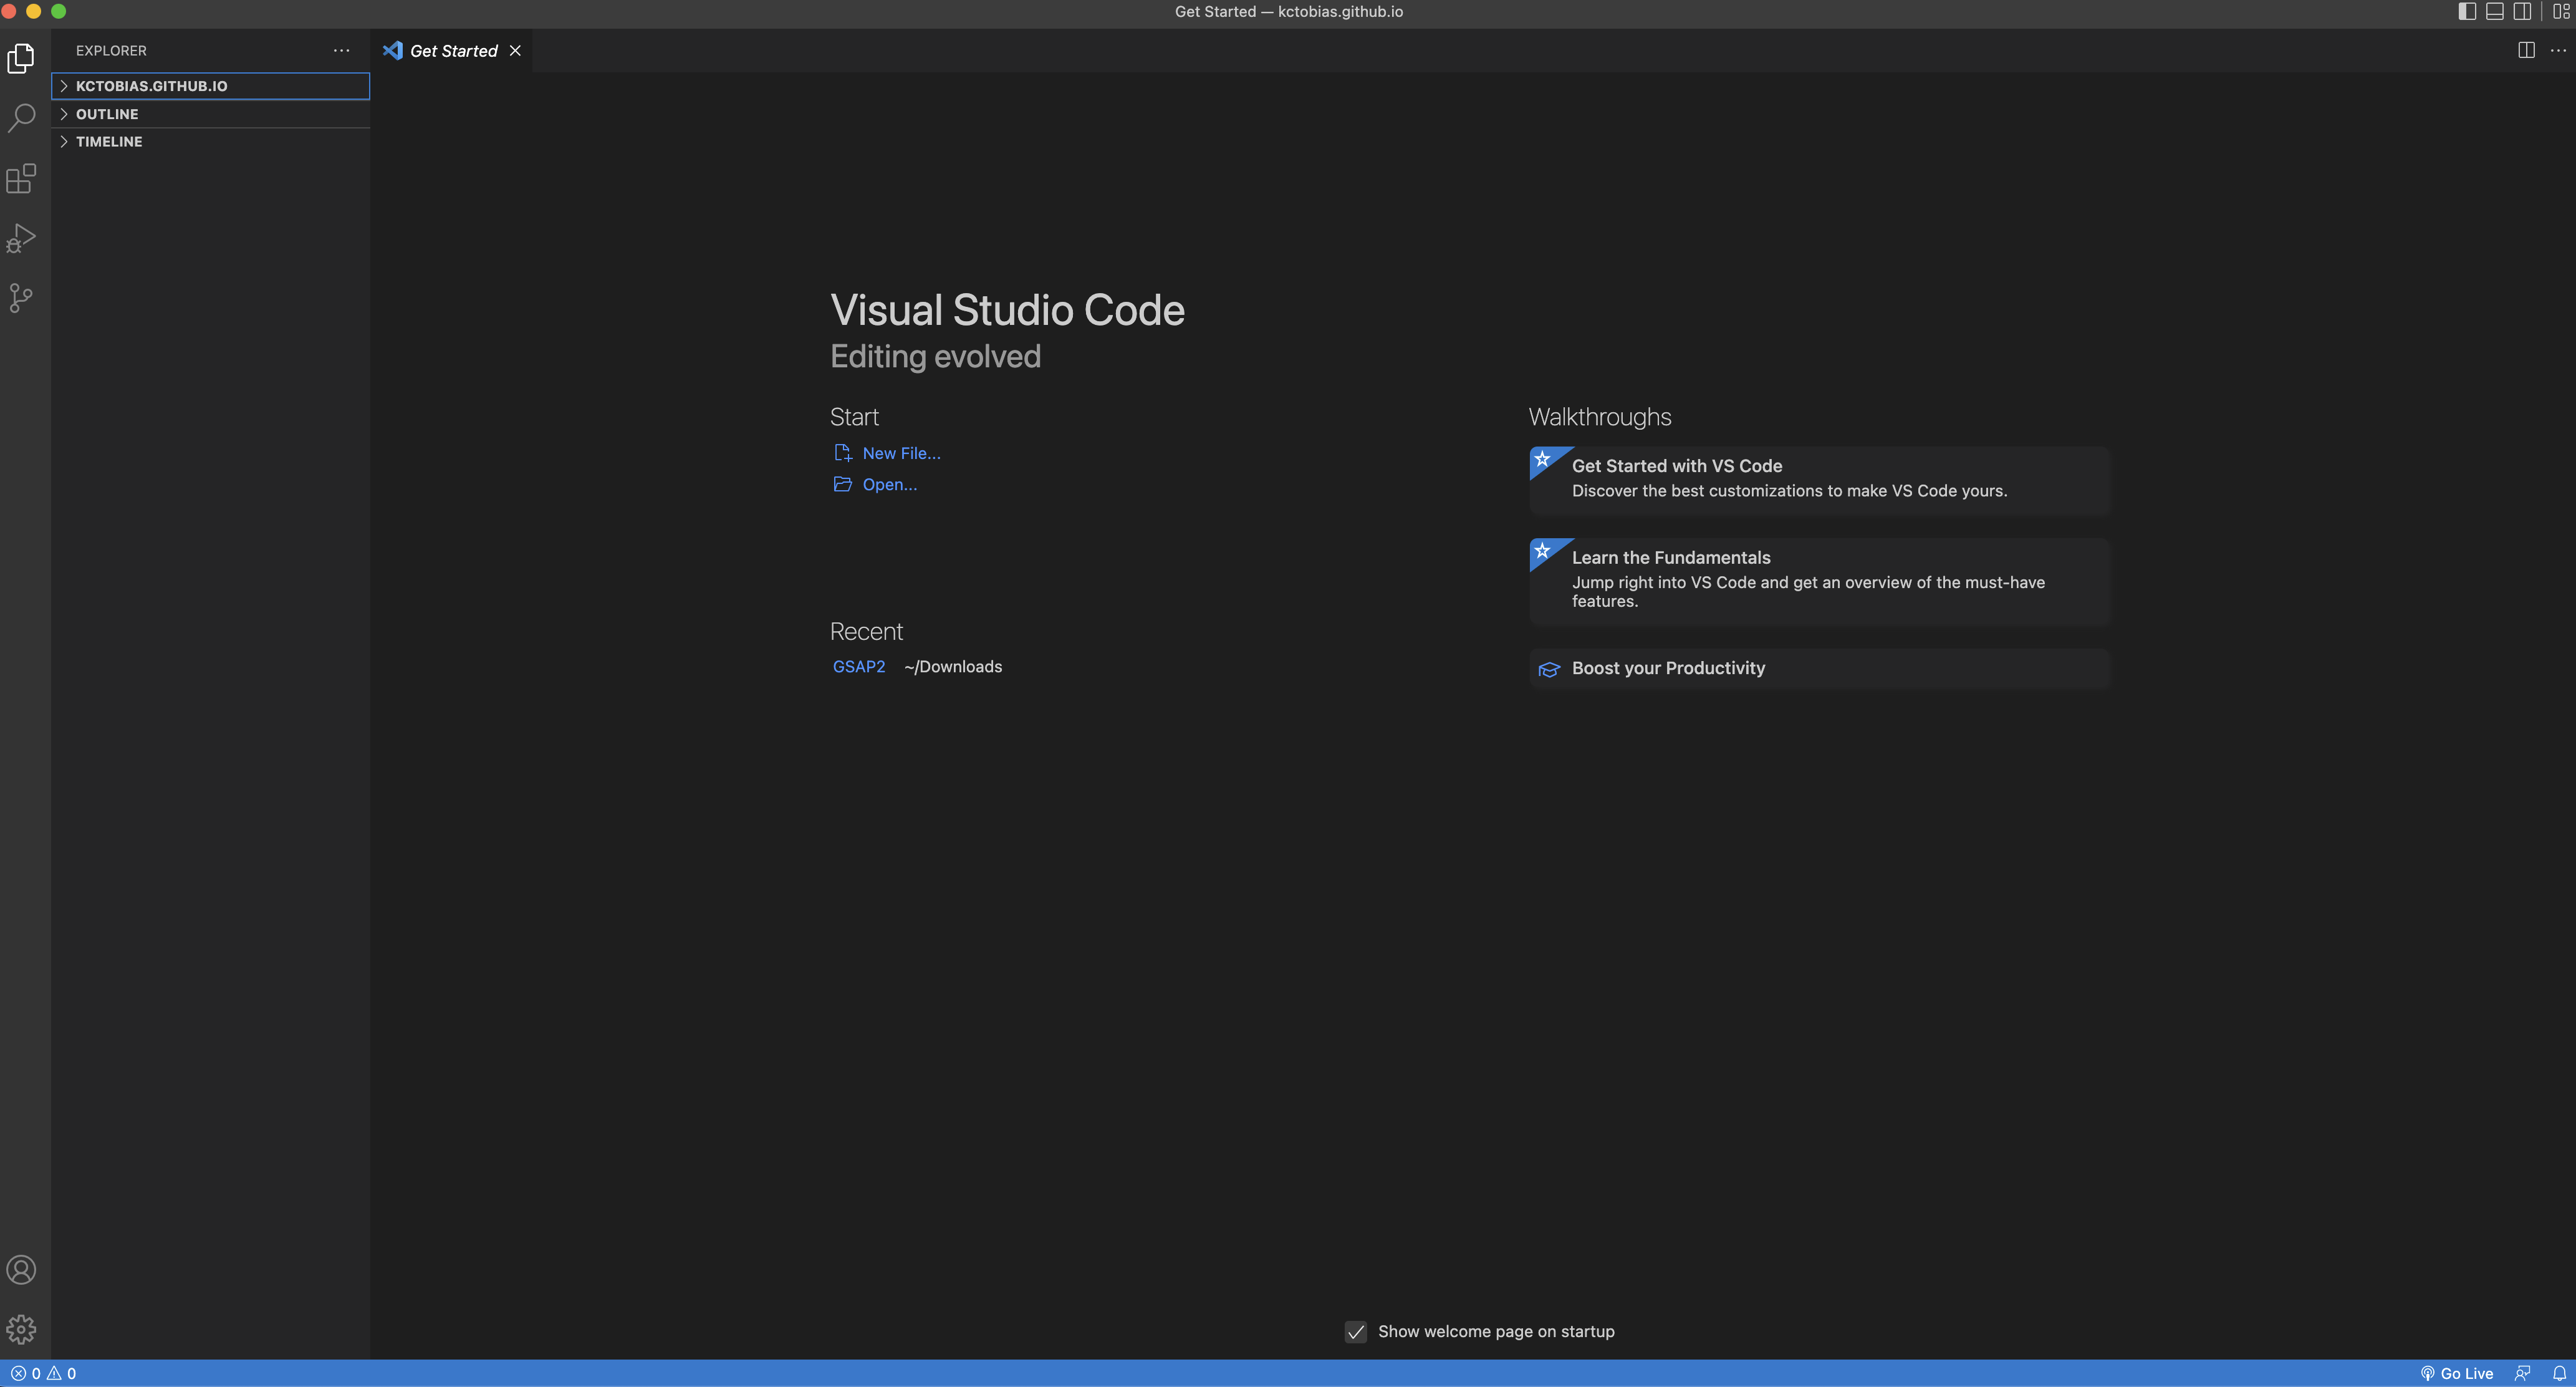 Get Started — kctobias.github.io
EXPLORER
KCTOBIAS.GITHUB.IO
OUTLINE
TIMELINE
Get Started
Visual Studio Code
Editing evolved
Start
New File...
Open...
Recent
GSAP2 ~/Downloads
Walkthroughs
Get Started with VS Code
Discover the best customizations to make VS Code yours.
Learn the Fundamentals
Jump right into VS Code and get an overview of the must-have
features.
Boost your Productivity
Show welcome page on startup
0 0
Go Live